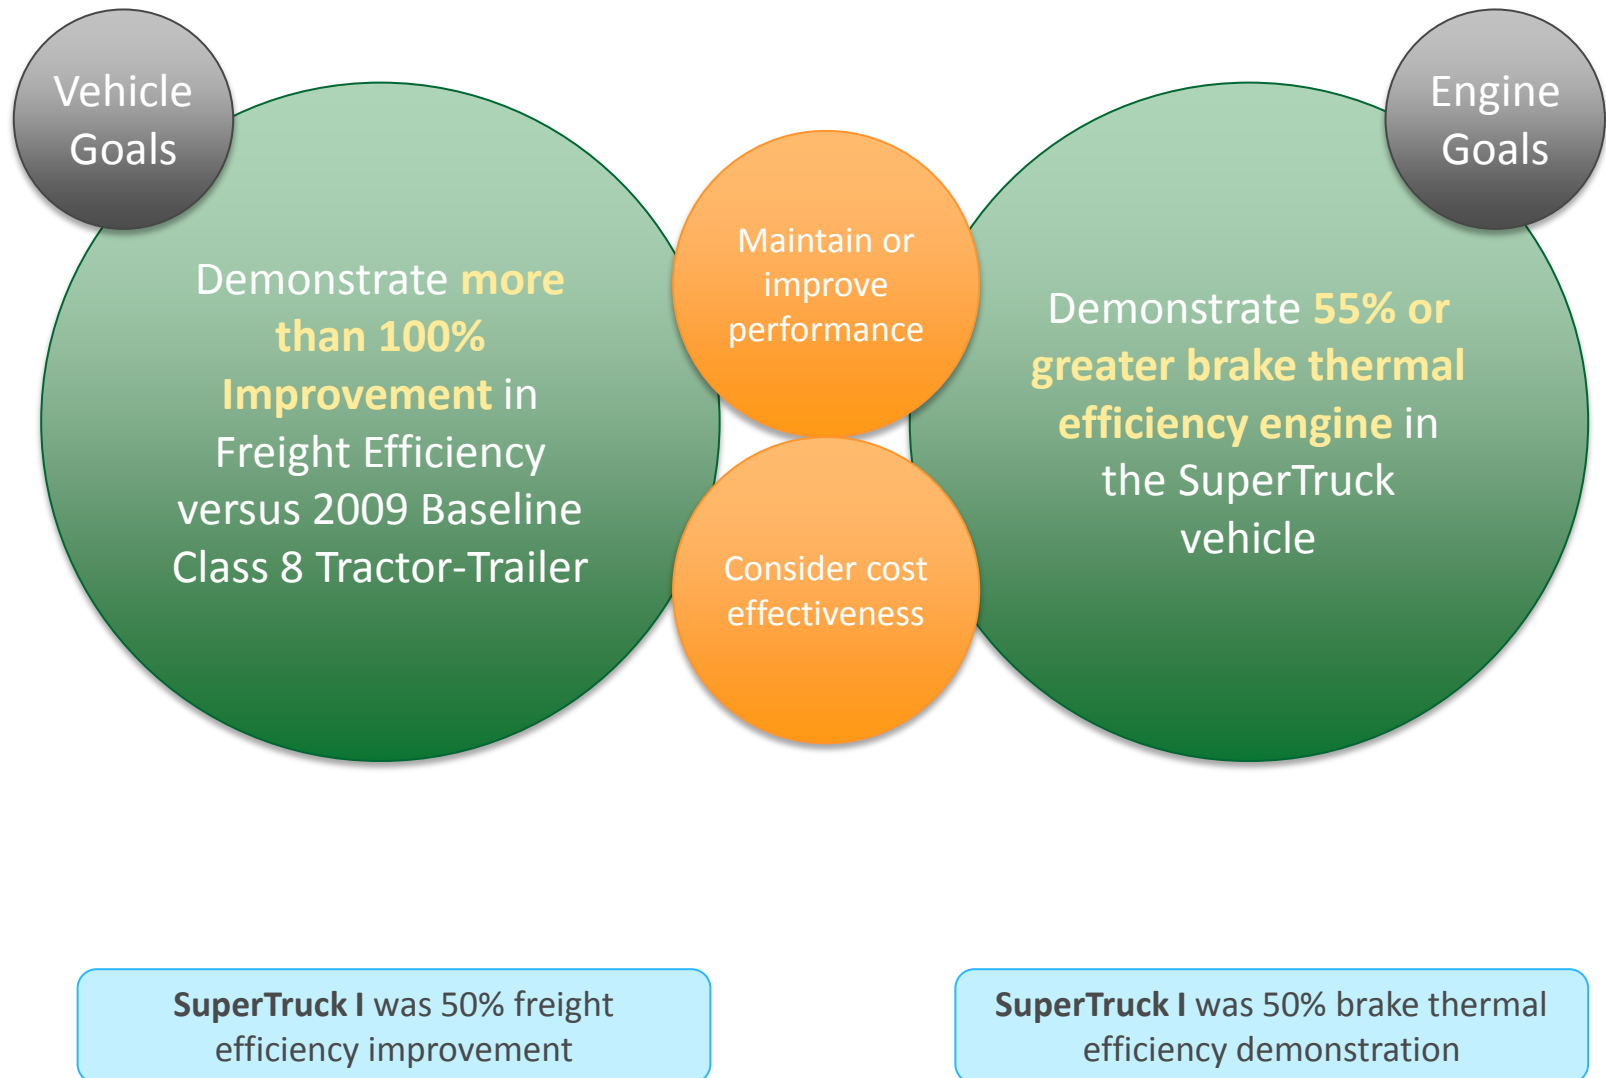 Vehicle
Goals
Demonstrate more
than 100%
Improvement in
Freight Efficiency
versus 2009 Baseline
Class 8 Tractor-Trailer
Maintain or
improve
performance
Consider cost
effectiveness
Engine
Goals
Demonstrate 55% or
greater brake thermal
efficiency engine in
the SuperTruck
vehicle
SuperTruck I was 50% freight
efficiency improvement
SuperTruck I was 50% brake thermal
efficiency demonstration